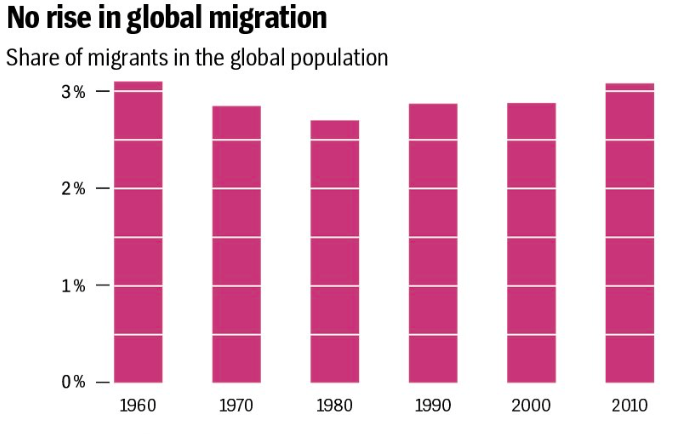 No rise in global migration
Share of migrants in the global population
3%
2%
1%
0%
1960 1970 1980 1990 2000 2010